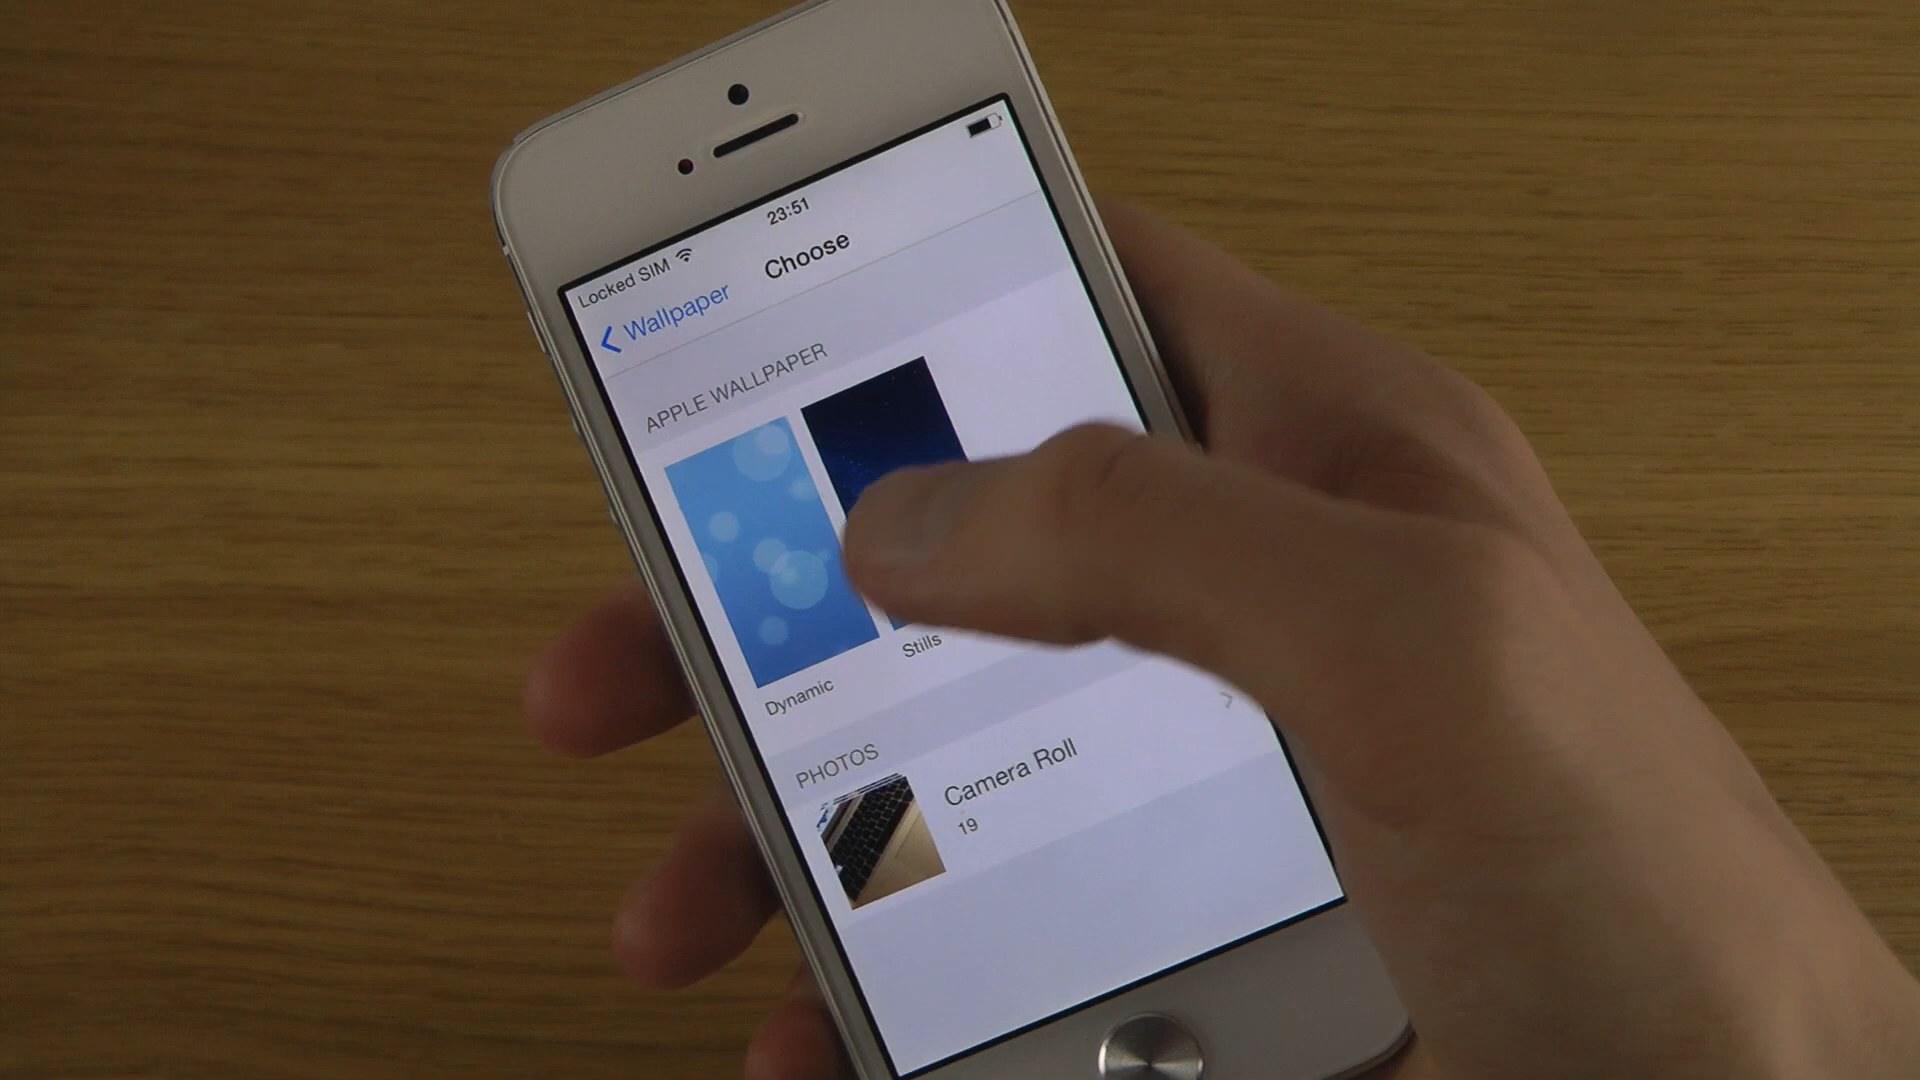 Locked SIM
23:51
Wallpaper
Choose
APPLE WALLPAPER
Dynamic
Stills
PHOTOS
Camera Roll
19